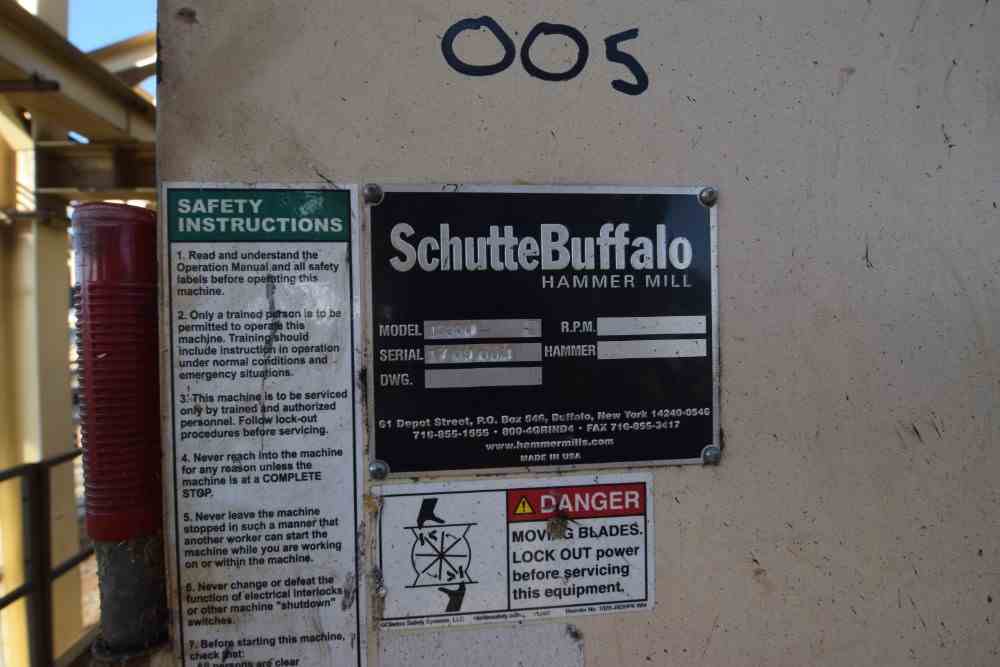 005
SAFETY
INSTRUCTIONS
1. Read and understand the
Operation Manual and all safety
labels before operating this
machine.
2. Only a trained person is to be
permitted to operate this
machine. Training should
include instruction in operation
under normal conditions and
emergency situations.
3. This machine is to be serviced
only by trained and authorized
personnel. Follow lock-out
procedures before servicing.
4. Never reach into the machine
for any reason unless the
machine is at a COMPLETE
STOP.
5. Never leave the machine
stopped in such a manner that
another worker can start the
machine while you are working
on or within the machine.
6. Never change or defeat the
function of electrical interlocks
or other machine "shutdown"
switches.
7. Before starting this machine,
check that:
All persons are clear
SchutteBuffalo
HAMMER MILL
MODEL
R.P.M.
SERIAL
HAMMER
DWG.
61 Depot Street, P.O. Box 546, Buffalo, New York 14240-0546
716-855-1555 • 800-4GRIND4 • FAX 716-855-3417
www.hammermills.com
MADE IN USA
DANGER
MOVING BLADES.
LOCK OUT power
before servicing
this equipment.